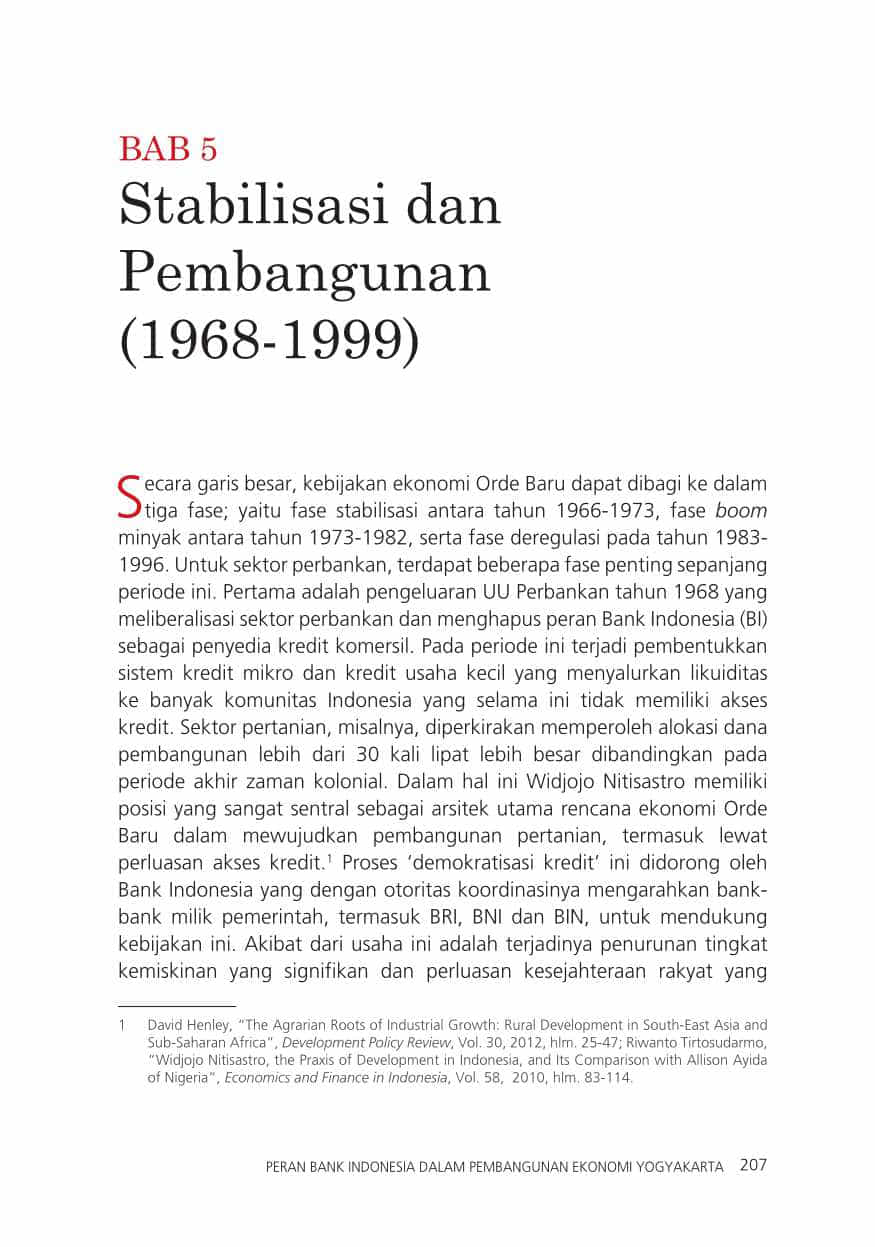 BAB 5
Stabilisasi dan
Pembangunan
(1968-1999)
Secara garis besar, kebijakan ekonomi Orde Baru dapat dibagi ke dalam
tiga fase; yaitu fase stabilisasi antara tahun 1966-1973, fase boom
minyak antara tahun 1973-1982, serta fase deregulasi pada tahun 1983-
1996. Untuk sektor perbankan, terdapat beberapa fase penting sepanjang
periode ini. Pertama adalah pengeluaran UU Perbankan tahun 1968 yang
meliberalisasi sektor perbankan dan menghapus peran Bank Indonesia (BI)
sebagai penyedia kredit komersil. Pada periode ini terjadi pembentukkan
sistem kredit mikro dan kredit usaha kecil yang menyalurkan likuiditas
ke banyak komunitas Indonesia yang selama ini tidak memiliki akses
kredit. Sektor pertanian, misalnya, diperkirakan memperoleh alokasi dana
pembangunan lebih dari 30 kali lipat lebih besar dibandingkan pada
periode akhir zaman kolonial. Dalam hal ini Widjojo Nitisastro memiliki
posisi yang sangat sentral sebagai arsitek utama rencana ekonomi Orde
Baru dalam mewujudkan pembangunan pertanian, termasuk lewat
perluasan akses kredit.1 Proses ‘demokratisasi kredit’ ini didorong oleh
Bank Indonesia yang dengan otoritas koordinasinya mengarahkan bank-
bank milik pemerintah, termasuk BRI, BNI dan BIN, untuk mendukung
kebijakan ini. Akibat dari usaha ini adalah terjadinya penurunan tingkat
kemiskinan yang signifikan dan perluasan kesejahteraan rakyat yang
1 David Henley, “The Agrarian Roots of Industrial Growth: Rural Development in South-East Asia and
Sub-Saharan Africa”, Development Policy Review, Vol. 30, 2012, hlm. 25-47; Riwanto Tirtosudarmo,
“Widjojo Nitisastro, the Praxis of Development in Indonesia, and Its Comparison with Allison Ayida
of Nigeria”, Economics and Finance in Indonesia, Vol. 58, 2010, hlm. 83-114.
PERAN BANK INDONESIA DALAM PEMBANGUNAN EKONOMI YOGYAKARTA 207